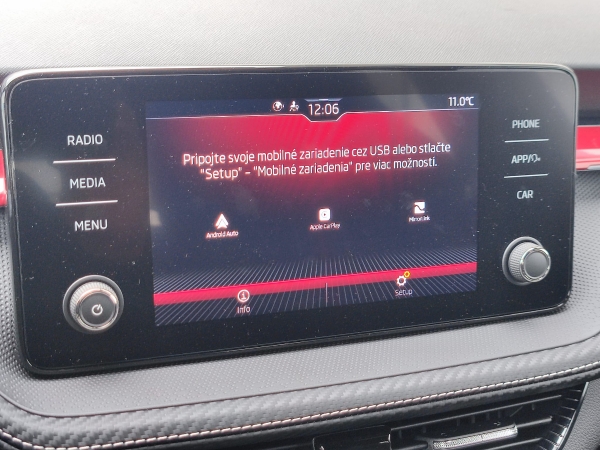 12:06
11.0°C
RADIO
MEDIA
MENU
PHONE
APP/
CAR
Pripojte svoje mobilné zariadenie cez USB alebo stlačte
"Setup" - "Mobilné zariadenia" pre viac možností.
Android Auto
Apple CarPlay
MirrorLink
Info
Setup